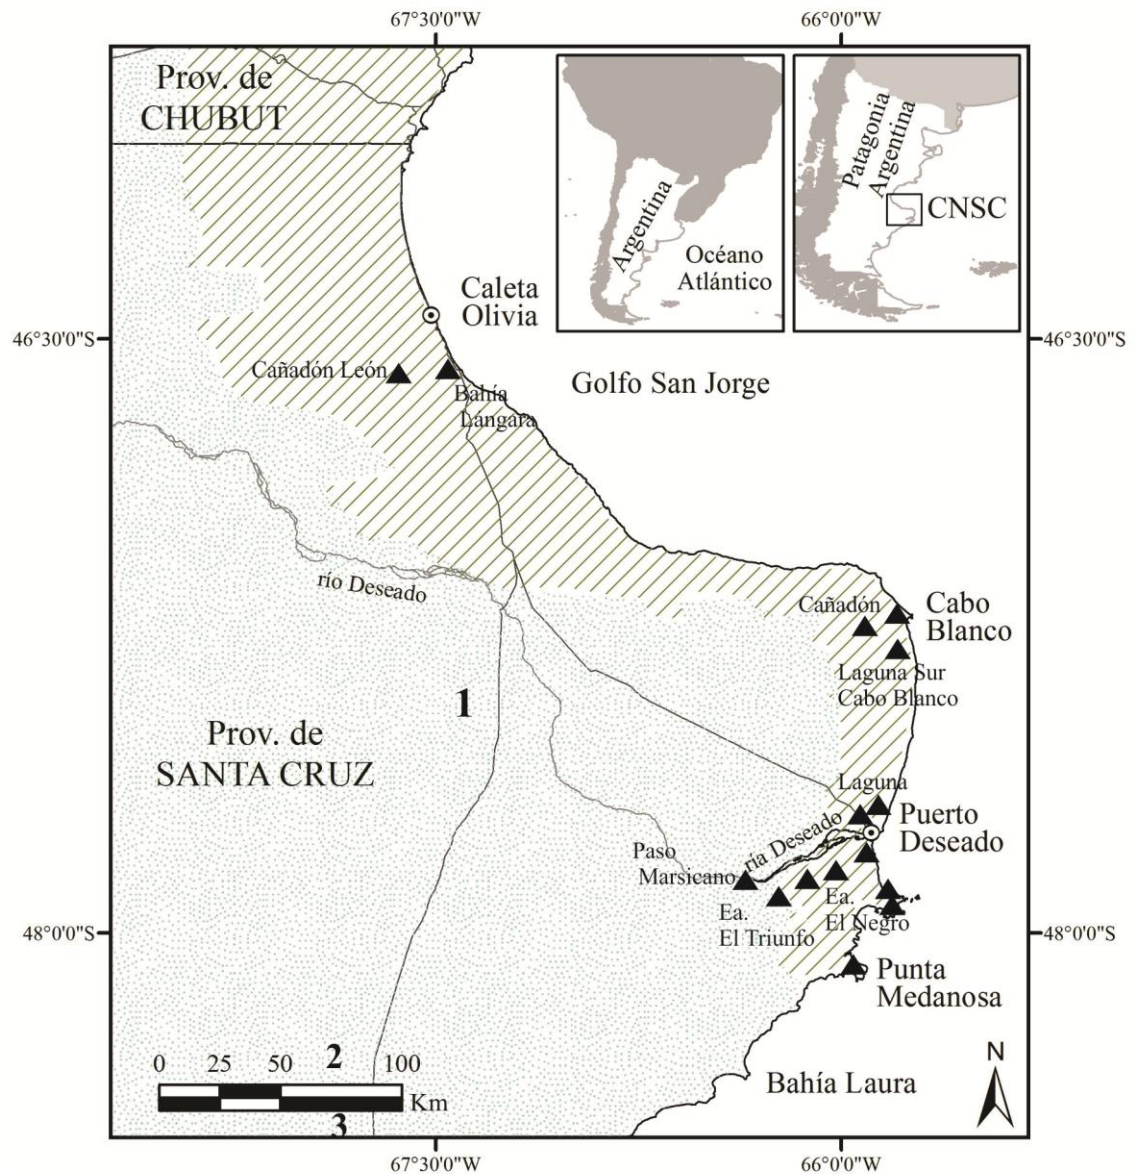 67°30'0"W
66°0'0"W
Prov. de
CHUBUT
Argentina
Océano
Atlántico
Patagonia
Argentina
CNSC
46°30'0"S
46°30'0"S
Caleta
Olivia
Cañadón León
Bahía
Langara
Golfo San Jorge
río Deseado
Cañadón
Cabo
Blanco
Laguna Sur
Cabo Blanco
1
Prov. de
SANTA CRUZ
Laguna
Puerto
Deseado
ría Deseado
Paso
Marsicano
Ea.
El Triunfo
Ea.
El Negro
48°0'0"S
48°0'0"S
Punta
Medanosa
2
0 25 50 100
Km
3
Bahía Laura
N
67°30'0"W
66°0'0"W